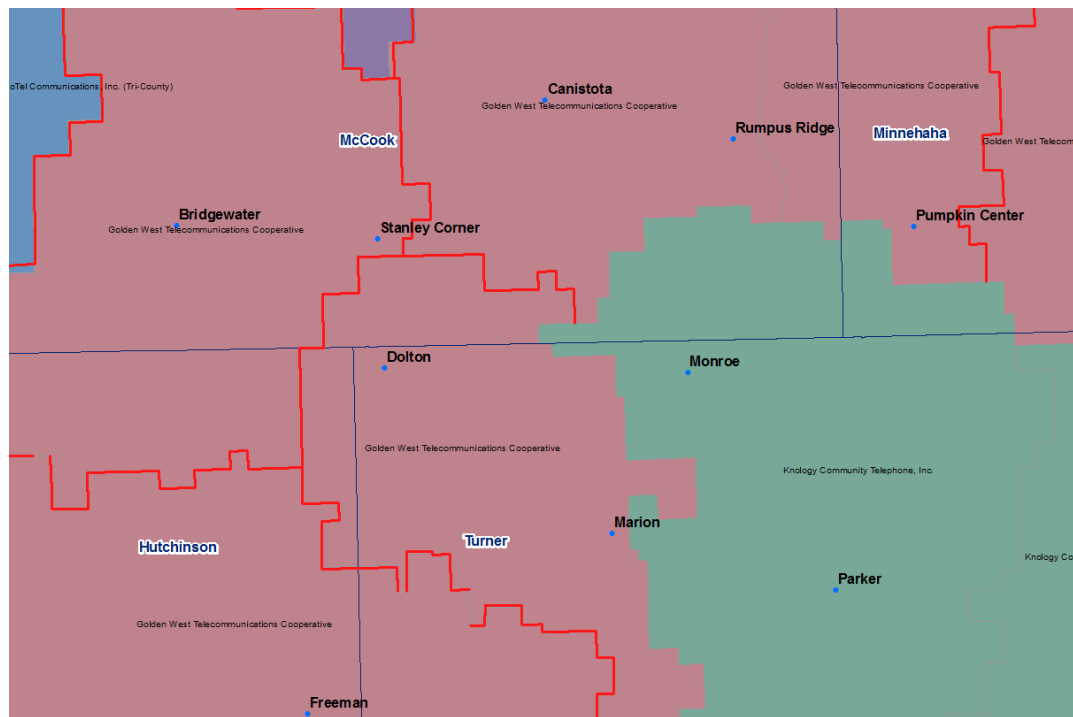 oTel Communications, Inc. (Tri-County)
Canistota
Golden West Telecommunications Cooperative
Golden West Telecommunications Cooperative
Rumpus Ridge
McCook
Minnehaha
Golden West Telecom
Bridgewater
Golden West Telecommunications Cooperative
Stanley Corner
Pumpkin Center
Dolton
Monroe
Golden West Telecommunications Cooperative
Knology Community Telephone, Inc.
Marion
Hutchinson
Turner
Knology Co
Parker
Golden West Telecommunications Cooperative
Freeman